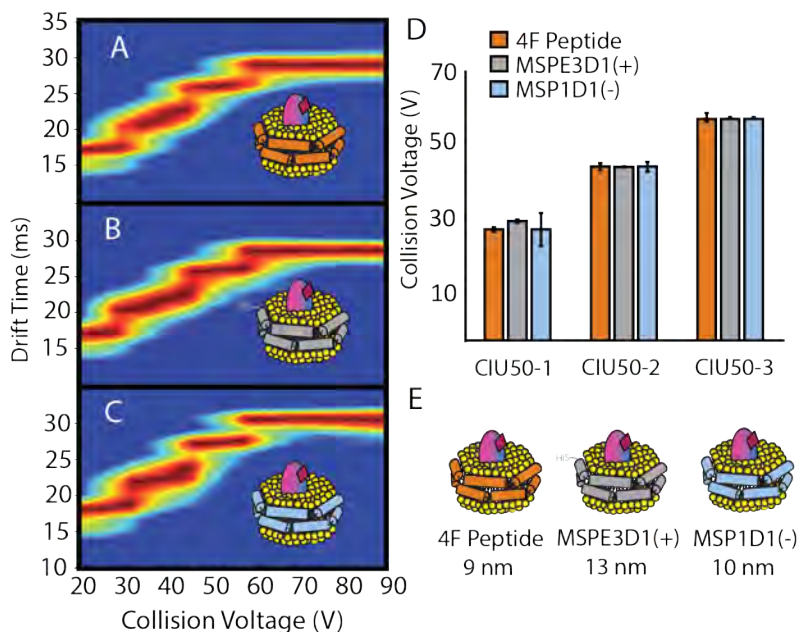 A
35
30
25
20
15
B
30
25
20
15
C
30
25
20
15
10
Drift Time (ms)
20 30 40 50 60 70 80 90
Collision Voltage (V)
D
4F Peptide
MSPE3D1(+)
MSP1D1(-)
70
50
30
10
Collision Voltage (V)
CIU50-1 CIU50-2 CIU50-3
E
HIS
4F Peptide MSPE3D1(+) MSP1D1(-)
9 nm 13 nm 10 nm